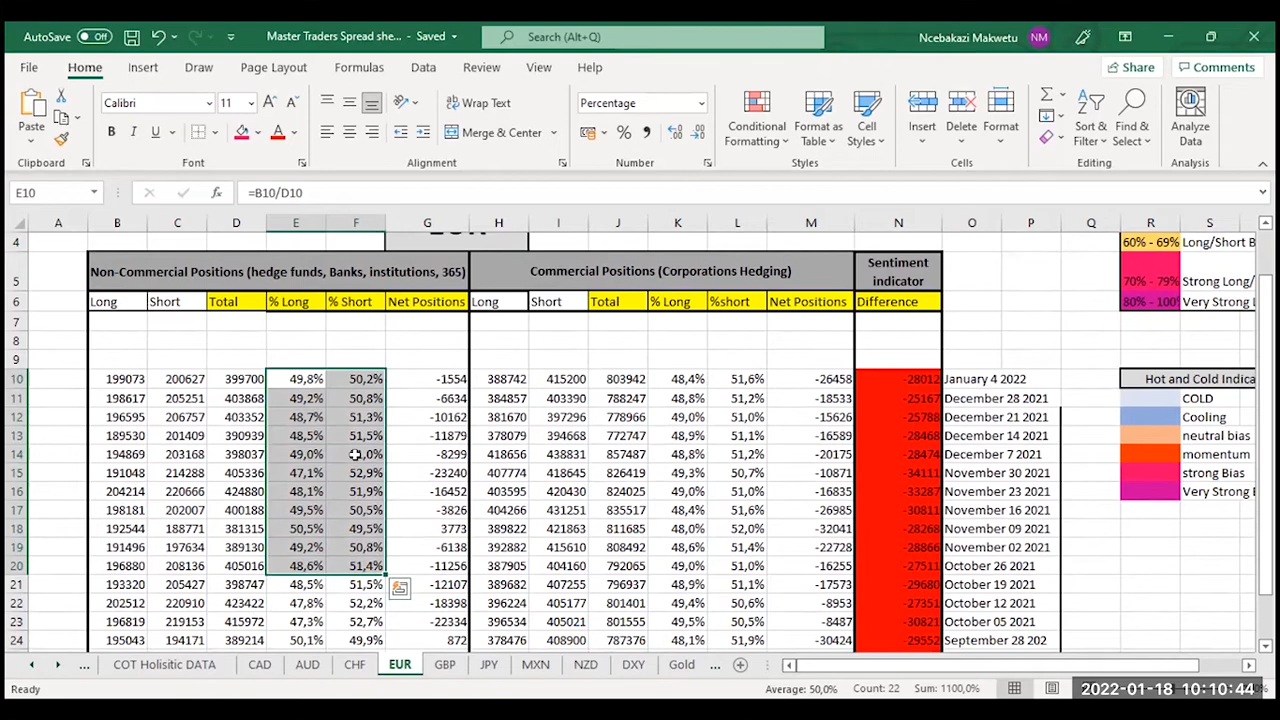 AutoSave Off Master Traders Spread she... - Saved Search (Alt+Q) Ncebakazi Makwetu NM
File Home Insert Draw Page Layout Formulas Data Review View Help Share Comments
Calibri 11 Wrap Text Percentage
Paste B I U Merge & Center Conditional Formatting Format as Table Cell Styles Insert Delete Format Sort & Filter Find & Select Analyze Data
Clipboard Font Alignment Number Styles Cells Editing Analysis
E10 fx =B10/D10
A B C D E F G H I J K L M N O P Q R S
4 60% - 69% Long/Short B
5 Non-Commercial Positions (hedge funds, Banks, institutions, 365) Commercial Positions (Corporations Hedging) Sentiment indicator 70% - 79% Strong Long/
6 Long Short Total % Long % Short Net Positions Long Short Total % Long %short Net Positions Difference 80% - 100% Very Strong L
7
8
9
10 199073 200627 399700 49,8% 50,2% -1554 388742 415200 803942 48,4% 51,6% -26458 -28012 January 4 2022 Hot and Cold Indica
11 198617 205251 403868 49,2% 50,8% -6634 384857 403390 788247 48,8% 51,2% -18533 -25167 December 28 2021 COLD
12 196595 206757 403352 48,7% 51,3% -10162 381670 397296 778966 49,0% 51,0% -15626 -25788 December 21 2021 Cooling
13 189530 201409 390939 48,5% 51,5% -11879 378079 394668 772747 48,9% 51,1% -16589 -28468 December 14 2021 neutral bias
14 194869 203168 398037 49,0% ,0% -8299 418656 438831 857487 48,8% 51,2% -20175 -28474 December 7 2021 momentum
15 191048 214288 405336 47,1% 52,9% -23240 407774 418645 826419 49,3% 50,7% -10871 -34111 November 30 2021 strong Bias
16 204214 220666 424880 48,1% 51,9% -16452 403595 420430 824025 49,0% 51,0% -16835 -33287 November 23 2021 Very Strong
17 198181 202007 400188 49,5% 50,5% -3826 404266 431251 835517 48,4% 51,6% -26985 -30811 November 16 2021
18 192544 188771 381315 50,5% 49,5% 3773 389822 421863 811685 48,0% 52,0% -32041 -28268 November 09 2021
19 191496 197634 389130 49,2% 50,8% -6138 392882 415610 808492 48,6% 51,4% -22728 -28866 November 02 2021
20 196880 208136 405016 48,6% 51,4% -11256 387905 404160 792065 49,0% 51,0% -16255 -27511 October 26 2021
21 193320 205427 398747 48,5% 51,5% -12107 389682 407255 796937 48,9% 51,1% -17573 -29680 October 19 2021
22 202512 220910 423422 47,8% 52,2% -18398 396224 405177 801401 49,4% 50,6% -8953 October 12 2021
23 196819 219153 415972 47,3% 52,7% -22334 396534 405021 801555 49,5% 50,5% -8487 -30821 October 05 2021
24 195043 194171 389214 50,1% 49,9% 872 378476 408900 787376 48,1% 51,9% -30424 -29552 September 28 202
... COT Holisitic DATA CAD AUD CHF EUR GBP JPY MXN NZD DXY Gold ...
Ready Average: 50,0% Count: 22 Sum: 1100,0% 2022-01-18 10:10:44